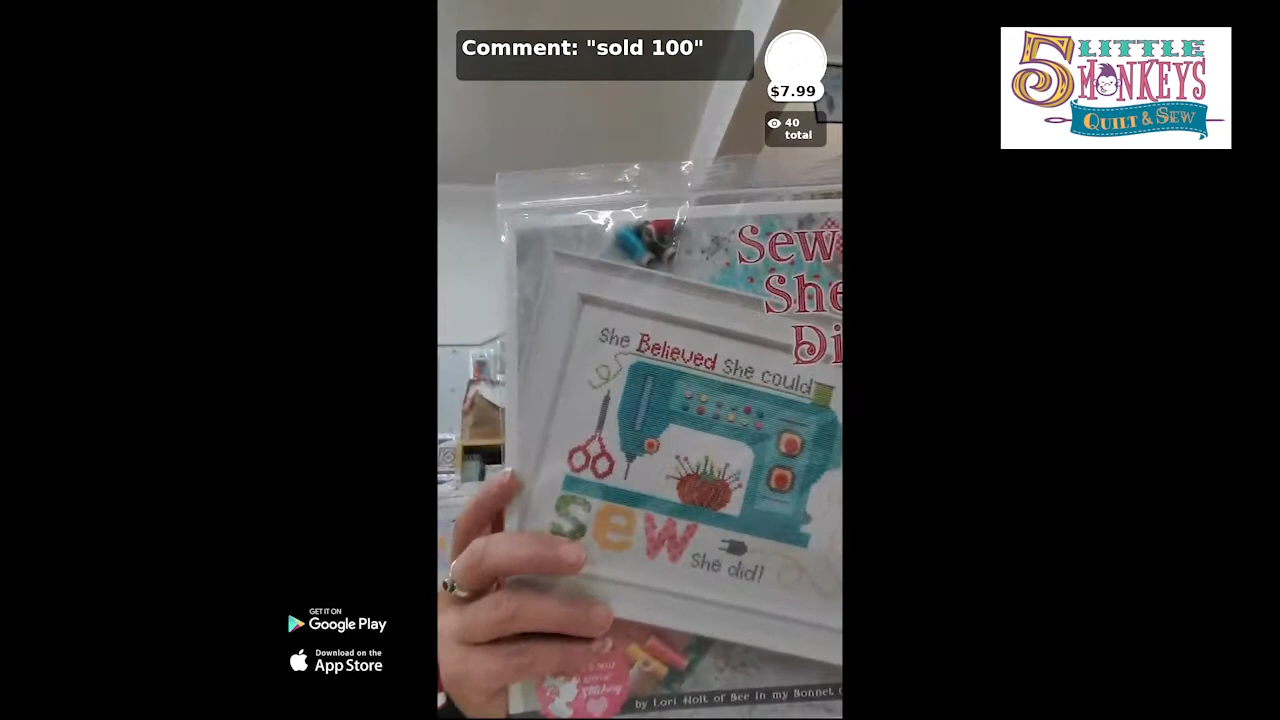 Comment: "sold 100"
$7.99
40
total
5 LITTLE
MONKEYS
QUILT & SEW
Sew
She
Di
She Believed she could
sew
she did!
Stitching
by Lori Holt of Bee in my Bonnet
GET IT ON
Google Play
Download on the
App Store